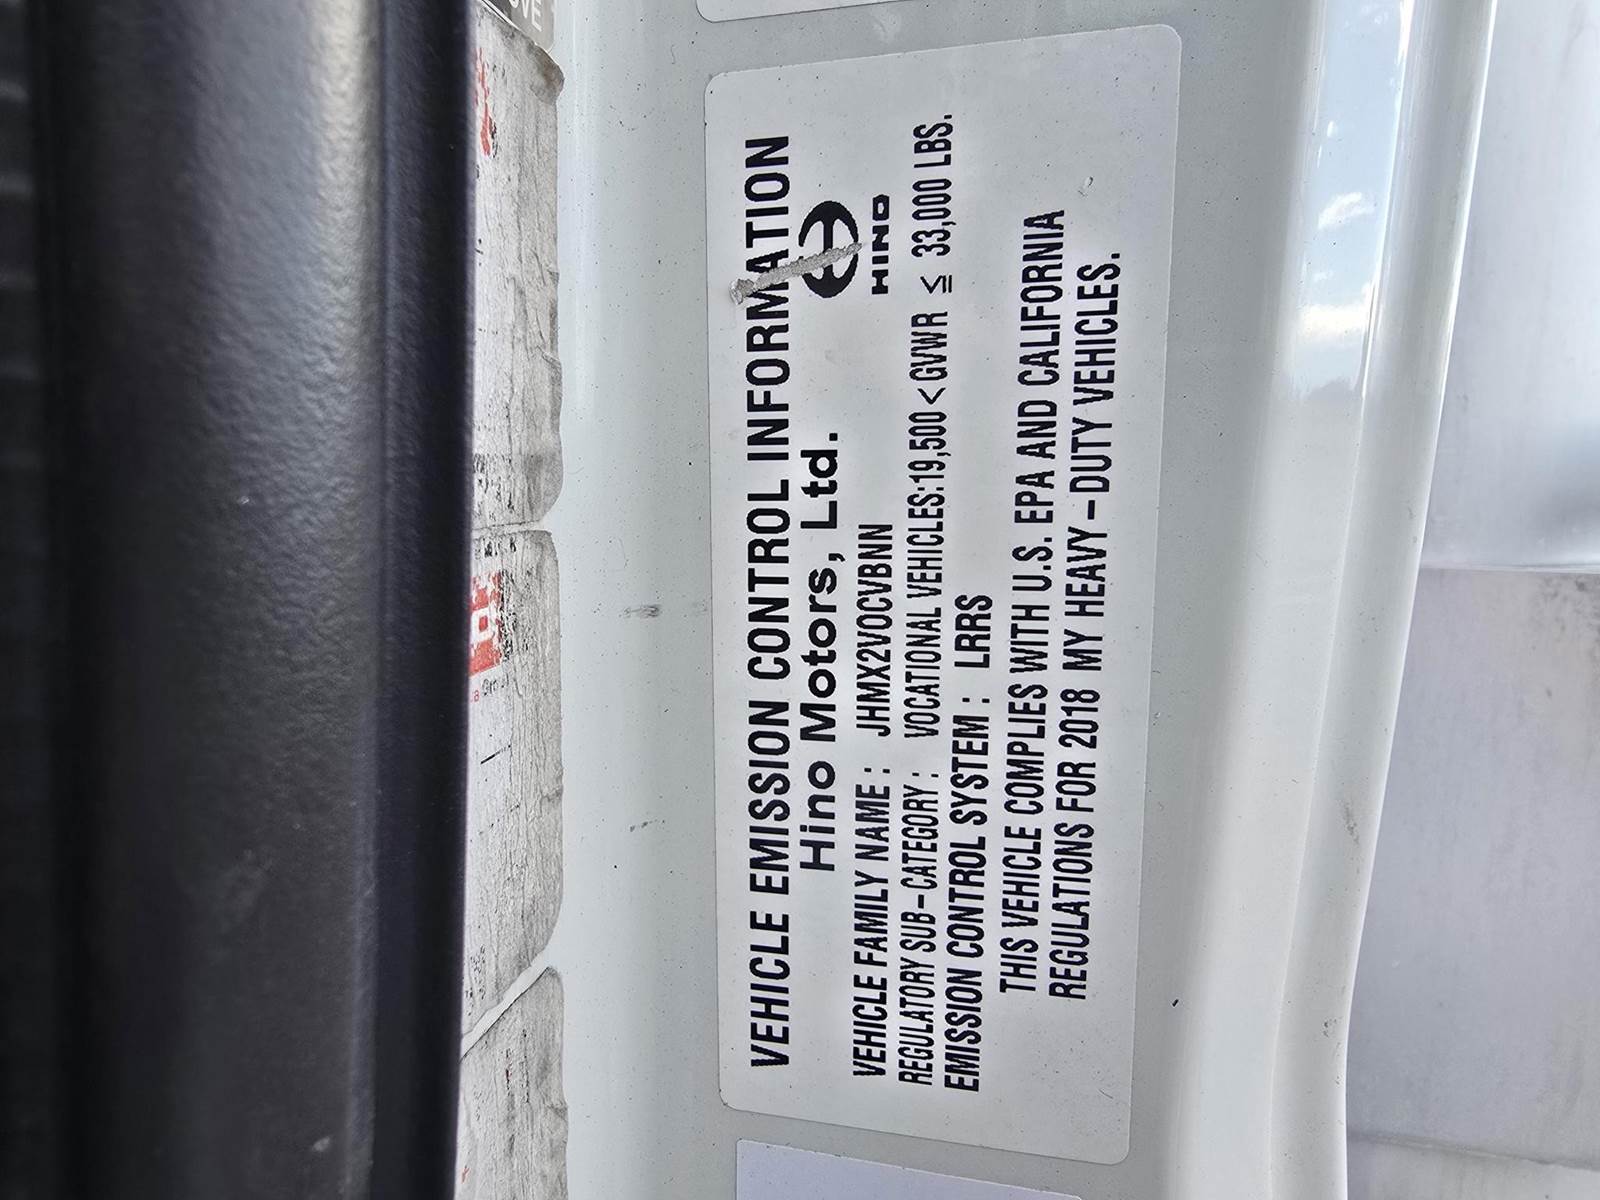 VEHICLE EMISSION CONTROL INFORMATION
Hino Motors, Ltd.
HINO
VEHICLE FAMILY NAME : JHMX2VOCVBNN
REGULATORY SUB-CATEGORY : VOCATIONAL VEHICLES:19,500 < GVWR ≦ 33,000 LBS.
EMISSION CONTROL SYSTEM : LRRS
THIS VEHICLE COMPLIES WITH U.S. EPA AND CALIFORNIA
REGULATIONS FOR 2018 MY HEAVY-DUTY VEHICLES.